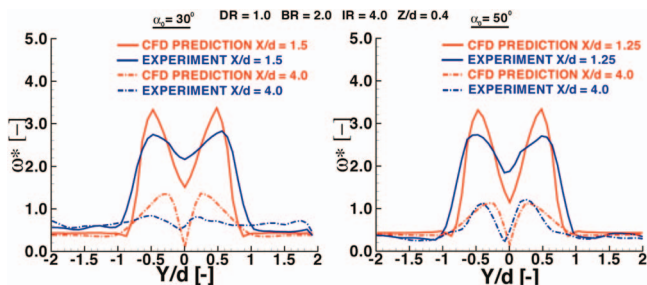 α₀ = 30° DR = 1.0 BR = 2.0 IR = 4.0 Z/d = 0.4 α₀ = 50°
5.0
4.0
3.0
2.0
1.0
0.0
ω* [–]
CFD PREDICTION X/d = 1.5
EXPERIMENT X/d = 1.5
CFD PREDICTION X/d = 4.0
EXPERIMENT X/d = 4.0
-2 -1.5 -1 -0.5 0 0.5 1 1.5 2
Y/d [-]
5.0
4.0
3.0
2.0
1.0
0.0
ω* [–]
CFD PREDICTION X/d = 1.25
EXPERIMENT X/d = 1.25
CFD PREDICTION X/d = 4.0
EXPERIMENT X/d = 4.0
-2 -1.5 -1 -0.5 0 0.5 1 1.5 2
Y/d [-]